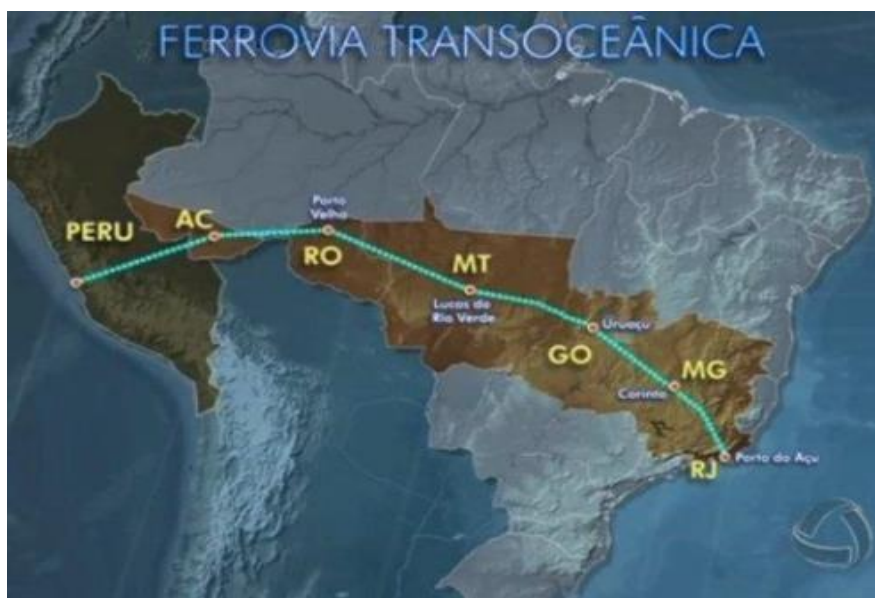 FERROVIA TRANSOCEÂNICA
Porto
Velho
AC
PERU
RO
MT
Lucas do
Rio Verde
Uruaçu
GO
MG
Corinto
Porto do Açu
RJ